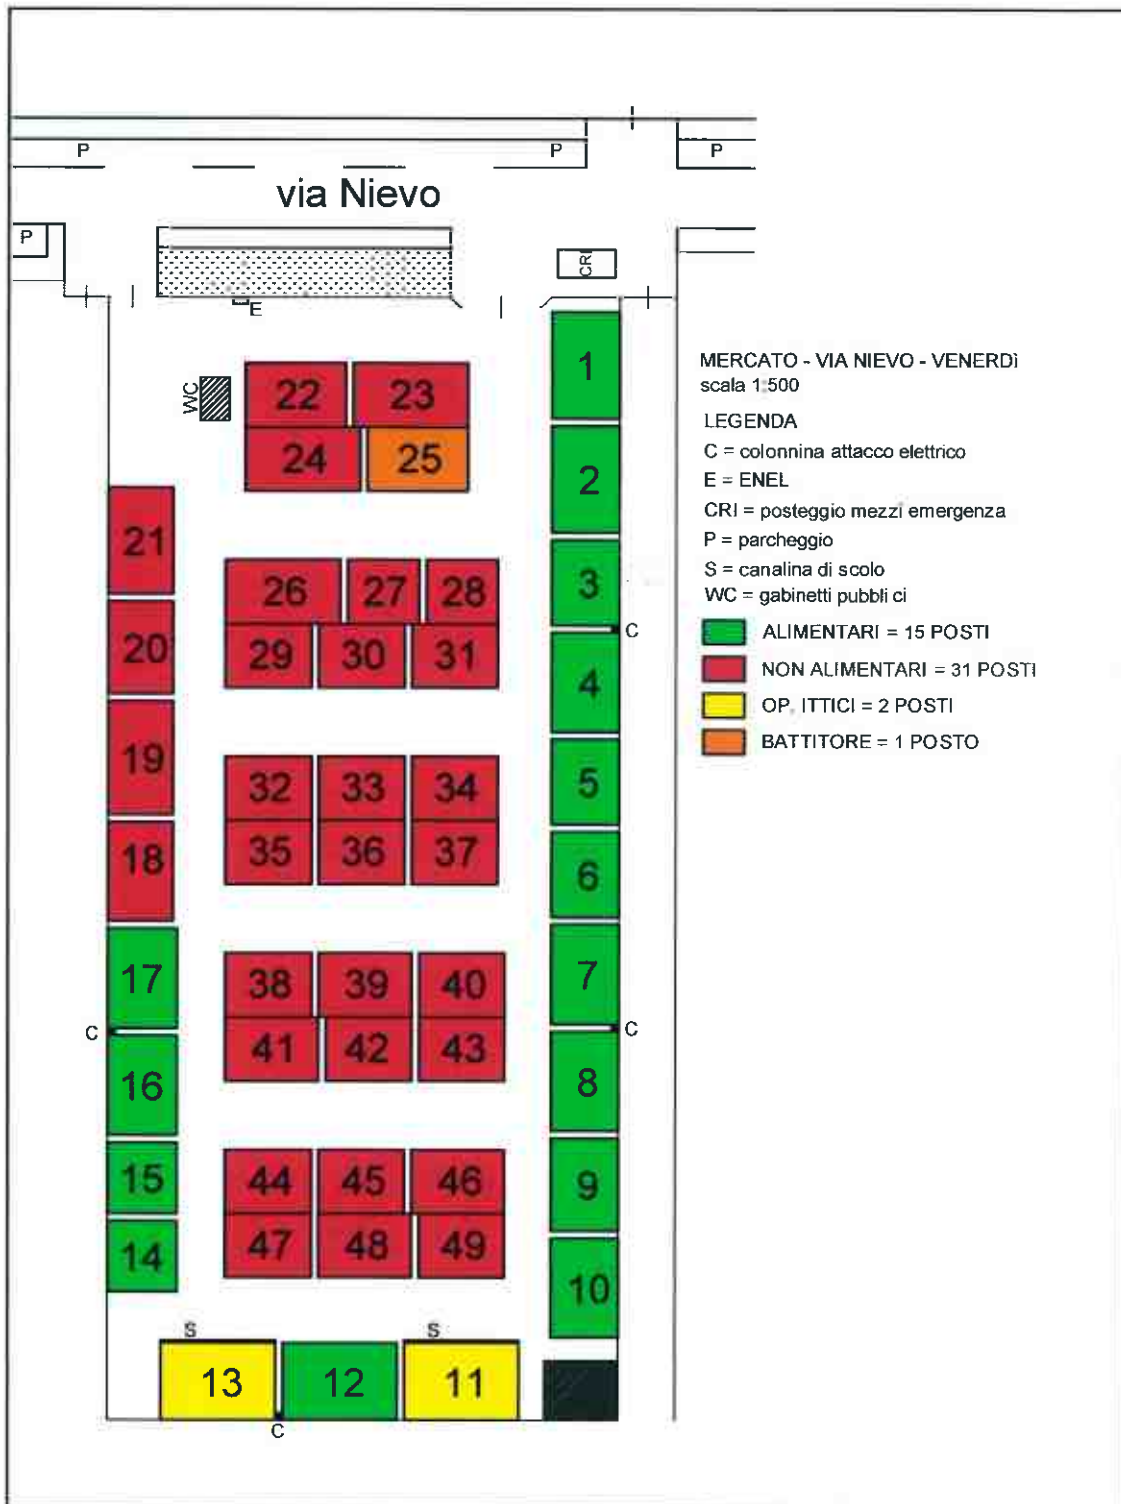 P P P
via Nievo
P
CRI
E
1
MERCATO - VIA NIEVO - VENERDÌ
scala 1:500
WC
22 23
LEGENDA
C = colonnina attacco elettrico
24 25
2
E = ENEL
CRI = posteggio mezzi emergenza
21
P = parcheggio
S = canalina di scolo
26 27 28
3
WC = gabinetti pubblici
C
ALIMENTARI = 15 POSTI
20
29 30 31
NON ALIMENTARI = 31 POSTI
4
OP. ITTICI = 2 POSTI
BATTITORE = 1 POSTO
19
32 33 34
5
18
35 36 37
6
17
38 39 40
7
C
C
41 42 43
16
8
15
44 45 46
9
14
47 48 49
10
S S
13 12 11
C